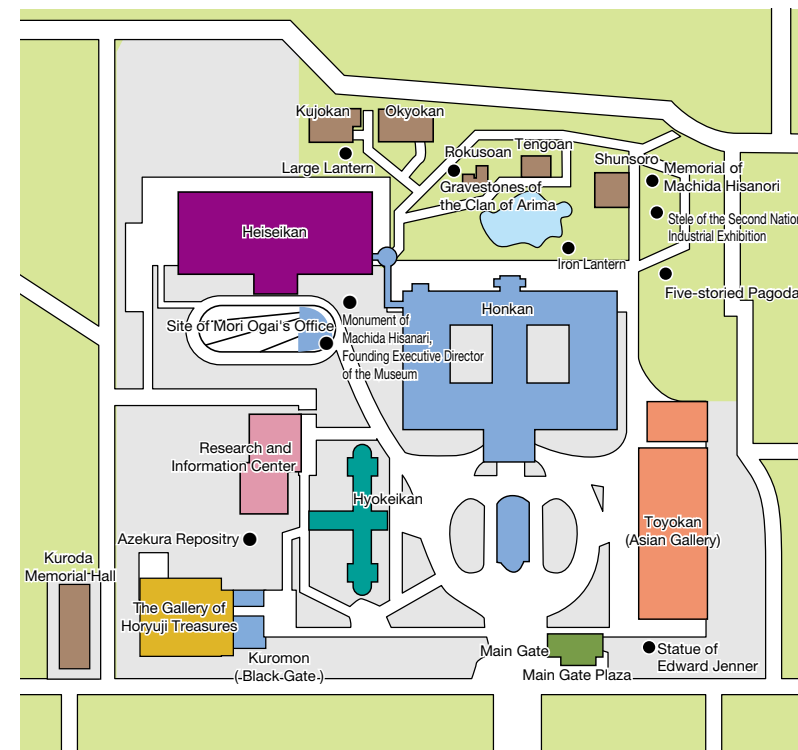 Kujokan
Okyokan
Large Lantern
Rokusoan
Tengoan
Gravestones of
the Clan of Arima
Shunsoro
Memorial of
Machida Hisanori
Stele of the Second Nation
Industrial Exhibition
Iron Lantern
Five-storied Pagoda
Heiseikan
Honkan
Site of Mori Ogai's Office
Monument of
Machida Hisanari,
Founding Executive Director
of the Museum
Research and
Information Center
Hyokeikan
Toyokan
(Asian Gallery)
Azekura Repositry
Kuroda
Memorial Hall
The Gallery of
Horyuji Treasures
Kuromon
(Black Gate)
Main Gate
Main Gate Plaza
Statue of
Edward Jenner